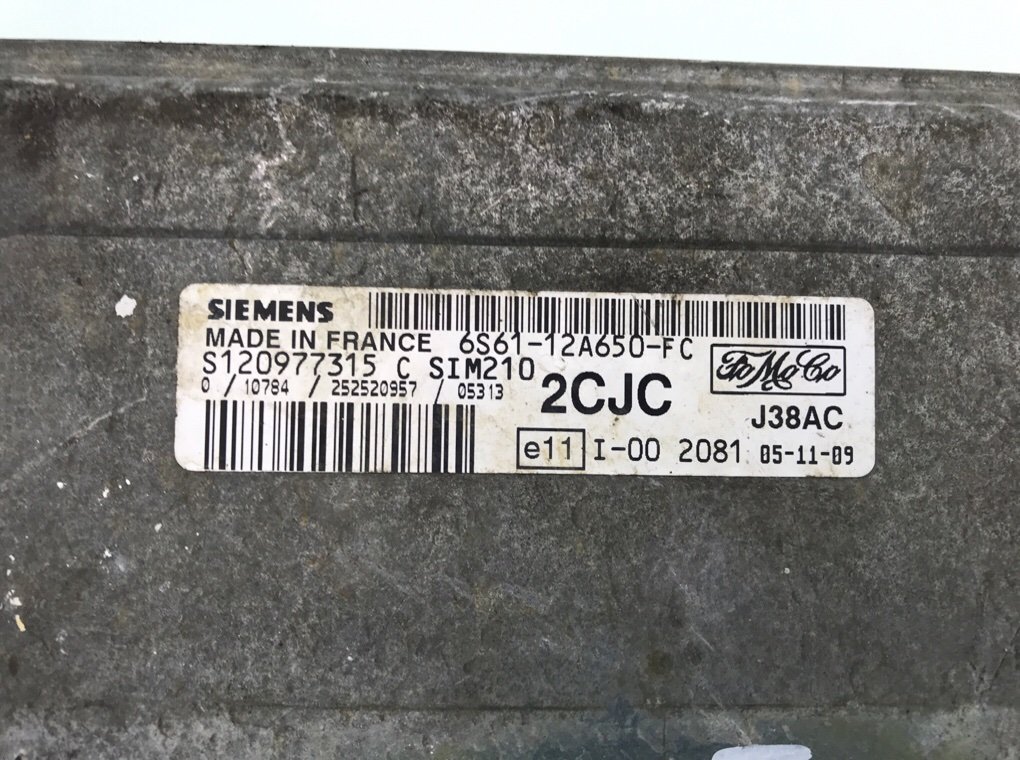 SIEMENS
MADE IN FRANCE 6S61-12A650-FC
S120977315 C SIM210
0 / 10784 / 252520957 / 05313
2CJC
FoMoCo
J38AC
e11 I-00 2081 05-11-09